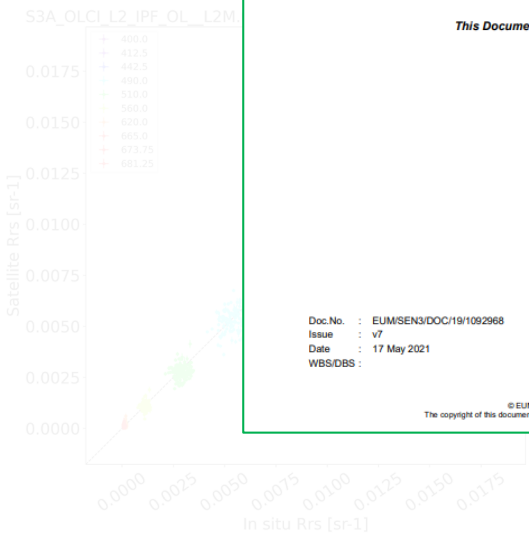 S3A_OLCI_L2_IPF_OL__L2M
400.0
412.5
442.5
490.0
510.0
560.0
620.0
665.0
673.75
681.25
0.0175
0.0150
0.0125
0.0100
0.0075
0.0050
0.0025
0.0000
Satellite Rrs [sr-1]
0.0000 0.0025 0.0050 0.0075 0.0100 0.0125 0.0150 0.0175
In situ Rrs [sr-1]
This Docume
Doc.No. : EUM/SEN3/DOC/19/1092968
Issue : v7
Date : 17 May 2021
WBS/DBS :
© EUM
The copyright of this documen